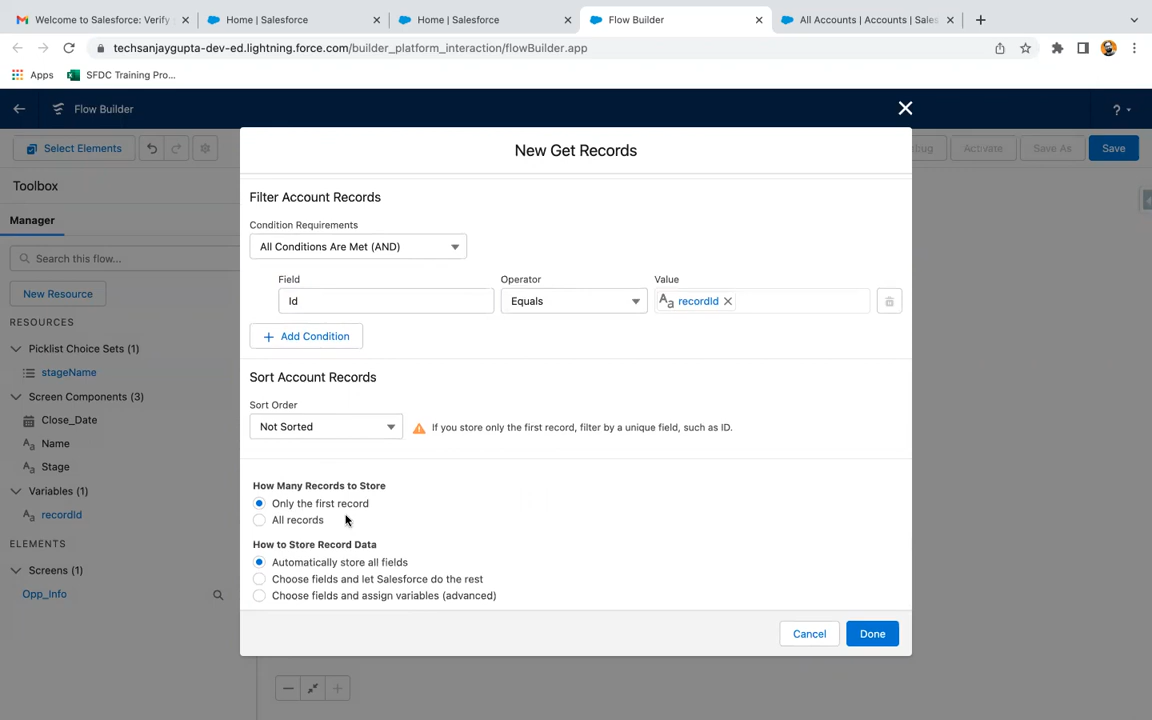 Welcome to Salesforce: Verify
Home | Salesforce
Home | Salesforce
Flow Builder
All Accounts | Accounts | Sales
techsanjaygupta-dev-ed.lightning.force.com/builder_platform_interaction/flowBuilder.app
Apps
SFDC Training Pro...
Flow Builder
?
Select Elements
bug
Activate
Save As
Save
New Get Records
Toolbox
Manager
Search this flow...
New Resource
RESOURCES
Picklist Choice Sets (1)
stageName
Screen Components (3)
Close_Date
Aa Name
Aa Stage
Variables (1)
Aa recordId
ELEMENTS
Screens (1)
Opp_Info
Filter Account Records
Condition Requirements
All Conditions Are Met (AND)
Field
Operator
Value
Id
Equals
Aa recordId
Add Condition
Sort Account Records
Sort Order
Not Sorted
If you store only the first record, filter by a unique field, such as ID.
How Many Records to Store
Only the first record
All records
How to Store Record Data
Automatically store all fields
Choose fields and let Salesforce do the rest
Choose fields and assign variables (advanced)
Cancel
Done